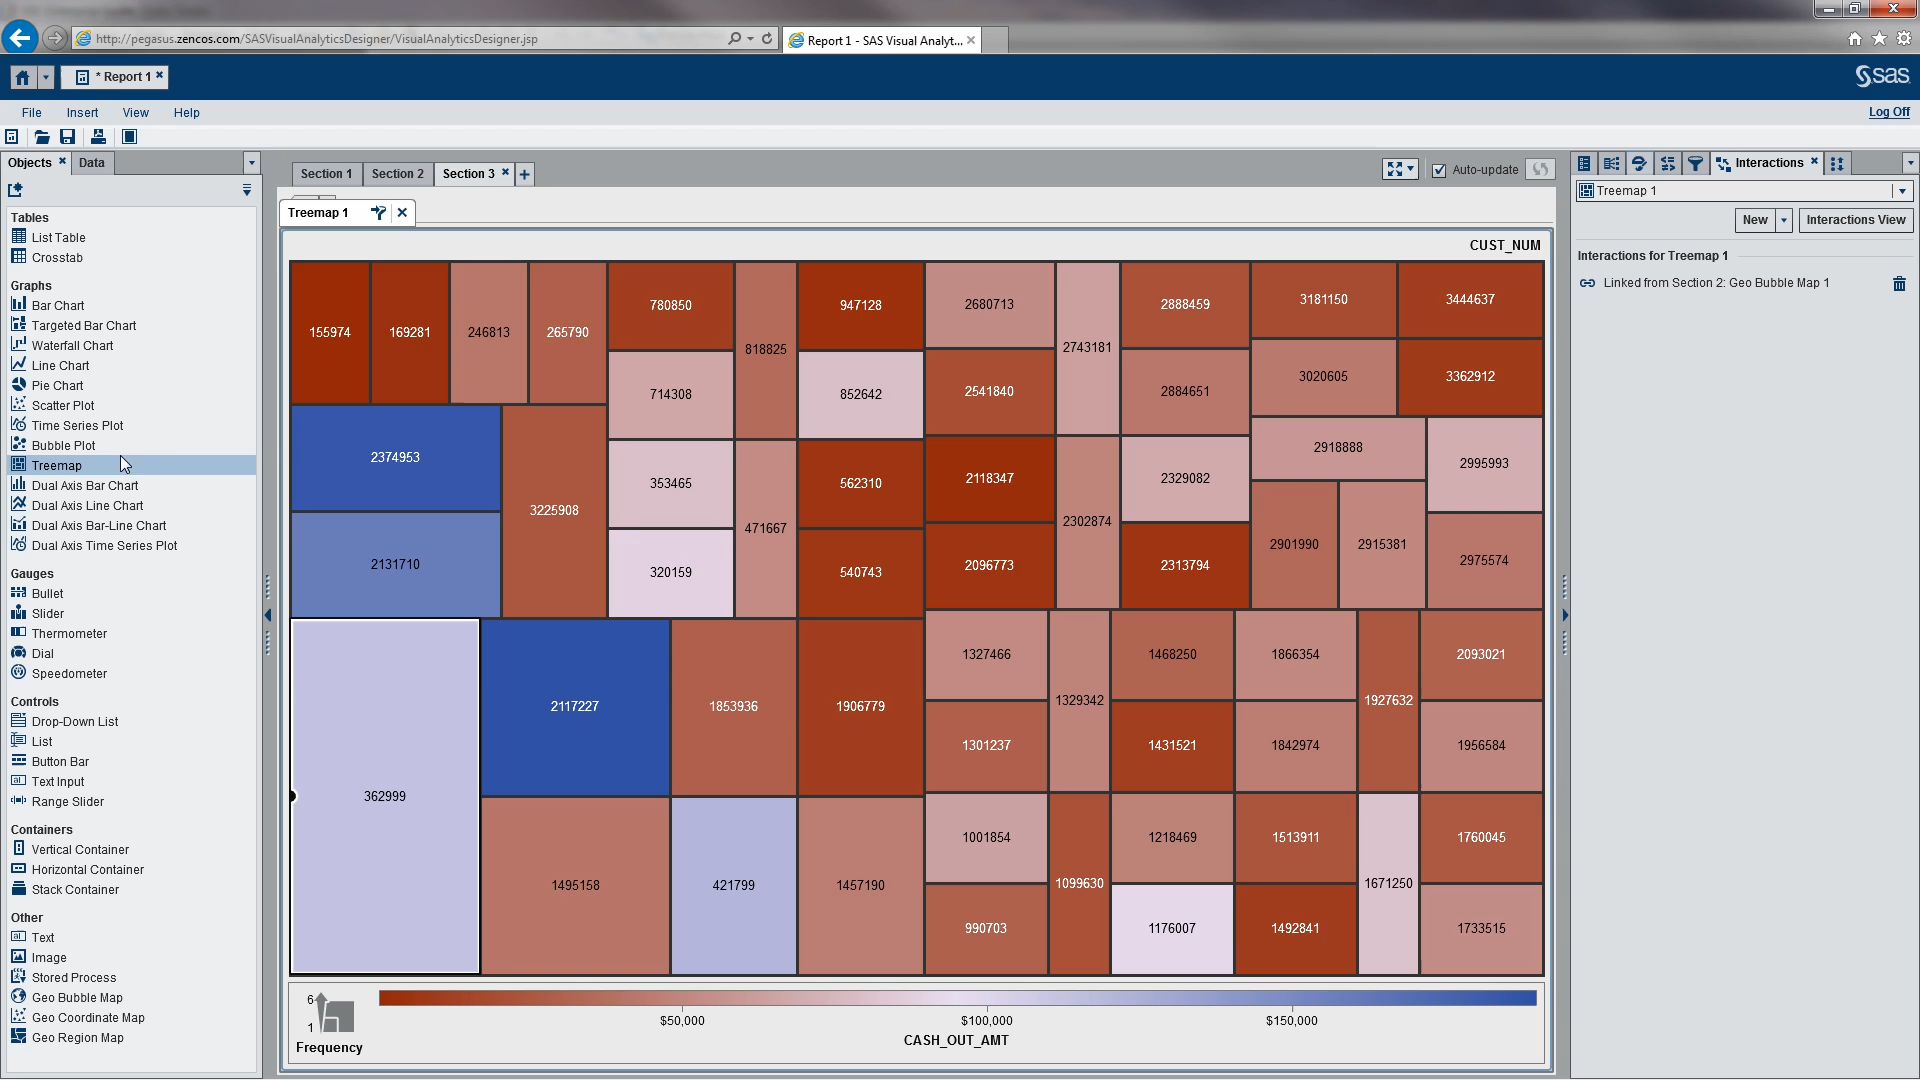 http://pegasus.zencos.com/SASVisualAnalyticsDesigner/VisualAnalyticsDesigner.jsp
Report 1 - SAS Visual Analyt...
* Report 1
sas
File Insert View Help
Log Off
Objects Data
Tables
List Table
Crosstab
Graphs
Bar Chart
Targeted Bar Chart
Waterfall Chart
Line Chart
Pie Chart
Scatter Plot
Time Series Plot
Bubble Plot
Treemap
Dual Axis Bar Chart
Dual Axis Line Chart
Dual Axis Bar-Line Chart
Dual Axis Time Series Plot
Gauges
Bullet
Slider
Thermometer
Dial
Speedometer
Controls
Drop-Down List
List
Button Bar
Text Input
Range Slider
Containers
Vertical Container
Horizontal Container
Stack Container
Other
Text
Image
Stored Process
Geo Bubble Map
Geo Coordinate Map
Geo Region Map
Section 1 Section 2 Section 3
Auto-update
Treemap 1
CUST_NUM
155974 169281 246813 265790
780850
818825
947128
2680713
2743181
2888459
3181150
3444637
714308
852642
2541840
2884651
3020605
3362912
2374953
3225908
353465
471667
562310
2118347
2302874
2329082
2918888
2995993
2131710
320159
540743
2096773
2313794
2901990
2915381
2975574
362999
2117227
1853936
1906779
1327466
1329342
1468250
1866354
1927632
2093021
1301237
1431521
1842974
1956584
1495158
421799
1457190
1001854
1099630
1218469
1513911
1671250
1760045
990703
1176007
1492841
1733515
6
1
Frequency
$50,000 $100,000 $150,000
CASH_OUT_AMT
Interactions
Treemap 1
New Interactions View
Interactions for Treemap 1
Linked from Section 2: Geo Bubble Map 1